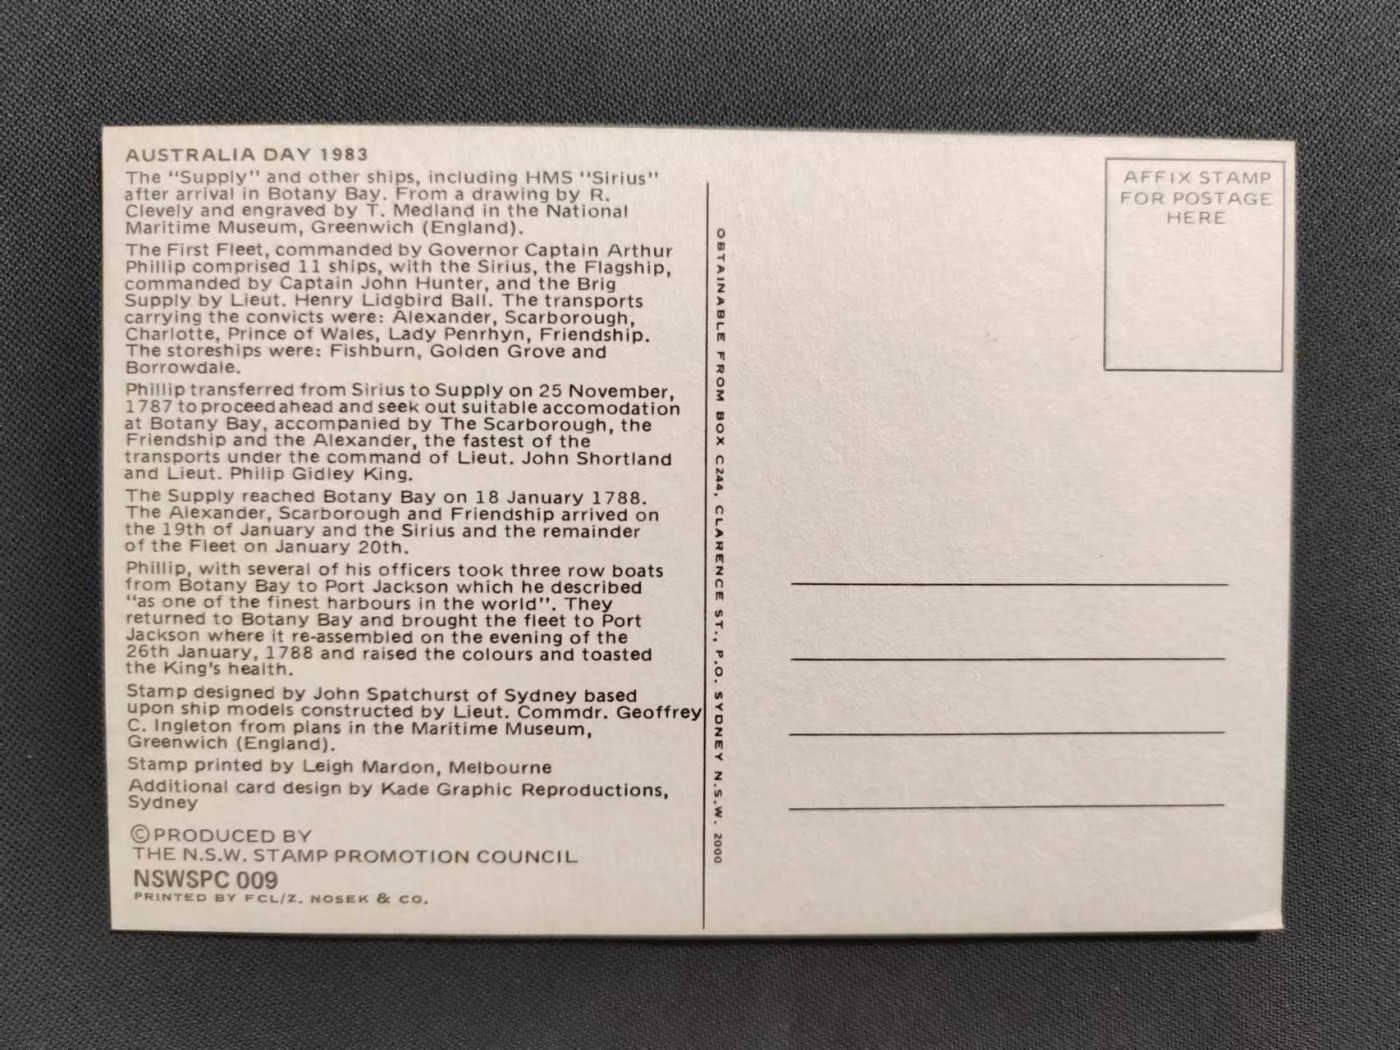 AUSTRALIA DAY 1983
The "Supply" and other ships, including HMS "Sirius"
after arrival in Botany Bay. From a drawing by R.
Clevely and engraved by T. Medland in the National
Maritime Museum, Greenwich (England).
The First Fleet, commanded by Governor Captain Arthur
Phillip comprised 11 ships, with the Sirius, the Flagship,
commanded by Captain John Hunter, and the Brig
Supply by Lieut. Henry Lidgbird Ball. The transports
carrying the convicts were: Alexander, Scarborough,
Charlotte, Prince of Wales, Lady Penrhyn, Friendship.
The storeships were: Fishburn, Golden Grove and
Borrowdale.
Phillip transferred from Sirius to Supply on 25 November,
1787 to proceed ahead and seek out suitable accomodation
at Botany Bay, accompanied by The Scarborough, the
Friendship and the Alexander, the fastest of the
transports under the command of Lieut. John Shortland
and Lieut. Philip Gidley King.
The Supply reached Botany Bay on 18 January 1788.
The Alexander, Scarborough and Friendship arrived on
the 19th of January and the Sirius and the remainder
of the Fleet on January 20th.
Phillip, with several of his officers took three row boats
from Botany Bay to Port Jackson which he described
"as one of the finest harbours in the world". They
returned to Botany Bay and brought the fleet to Port
Jackson where it re-assembled on the evening of the
26th January, 1788 and raised the colours and toasted
the King's health.
Stamp designed by John Spatchurst of Sydney based
upon ship models constructed by Lieut. Commdr. Geoffrey
C. Ingleton from plans in the Maritime Museum,
Greenwich (England).
Stamp printed by Leigh Mardon, Melbourne
Additional card design by Kade Graphic Reproductions,
Sydney
©PRODUCED BY
THE N.S.W. STAMP PROMOTION COUNCIL
NSWSPC 009
PRINTED BY FCL/Z. NOSEK & CO.
OBTAINABLE FROM BOX C244, CLARENCE ST., P.O. SYDNEY N.S.W. 2000
AFFIX STAMP
FOR POSTAGE
HERE